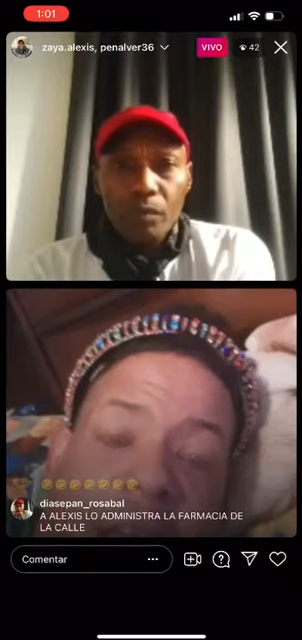 1:01
zaya.alexis, penalver36
VIVO
42
diasepan_rosabal
A ALEXIS LO ADMINISTRA LA FARMACIA DE
LA CALLE
Comentar